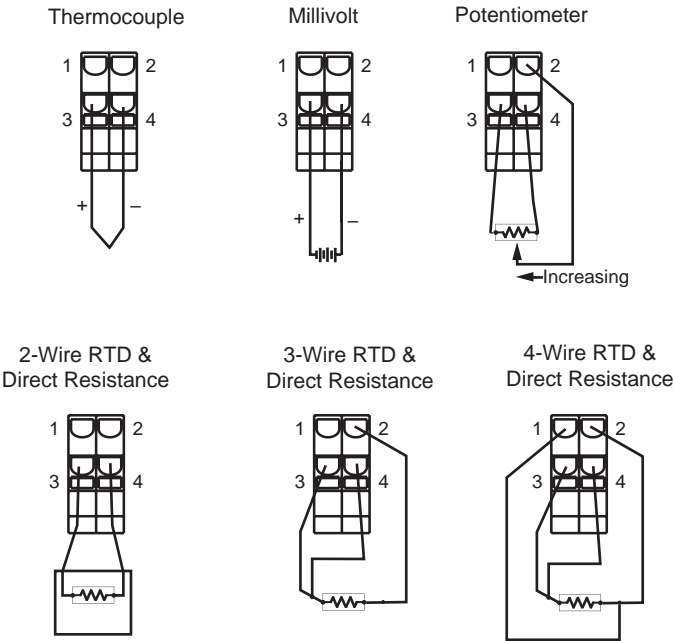 Thermocouple
Millivolt
Potentiometer
1 2
3 4
+ –
1 2
3 4
+ –
1 2
3 4
Increasing
2-Wire RTD &
Direct Resistance
3-Wire RTD &
Direct Resistance
4-Wire RTD &
Direct Resistance
1 2
3 4
1 2
3 4
1 2
3 4